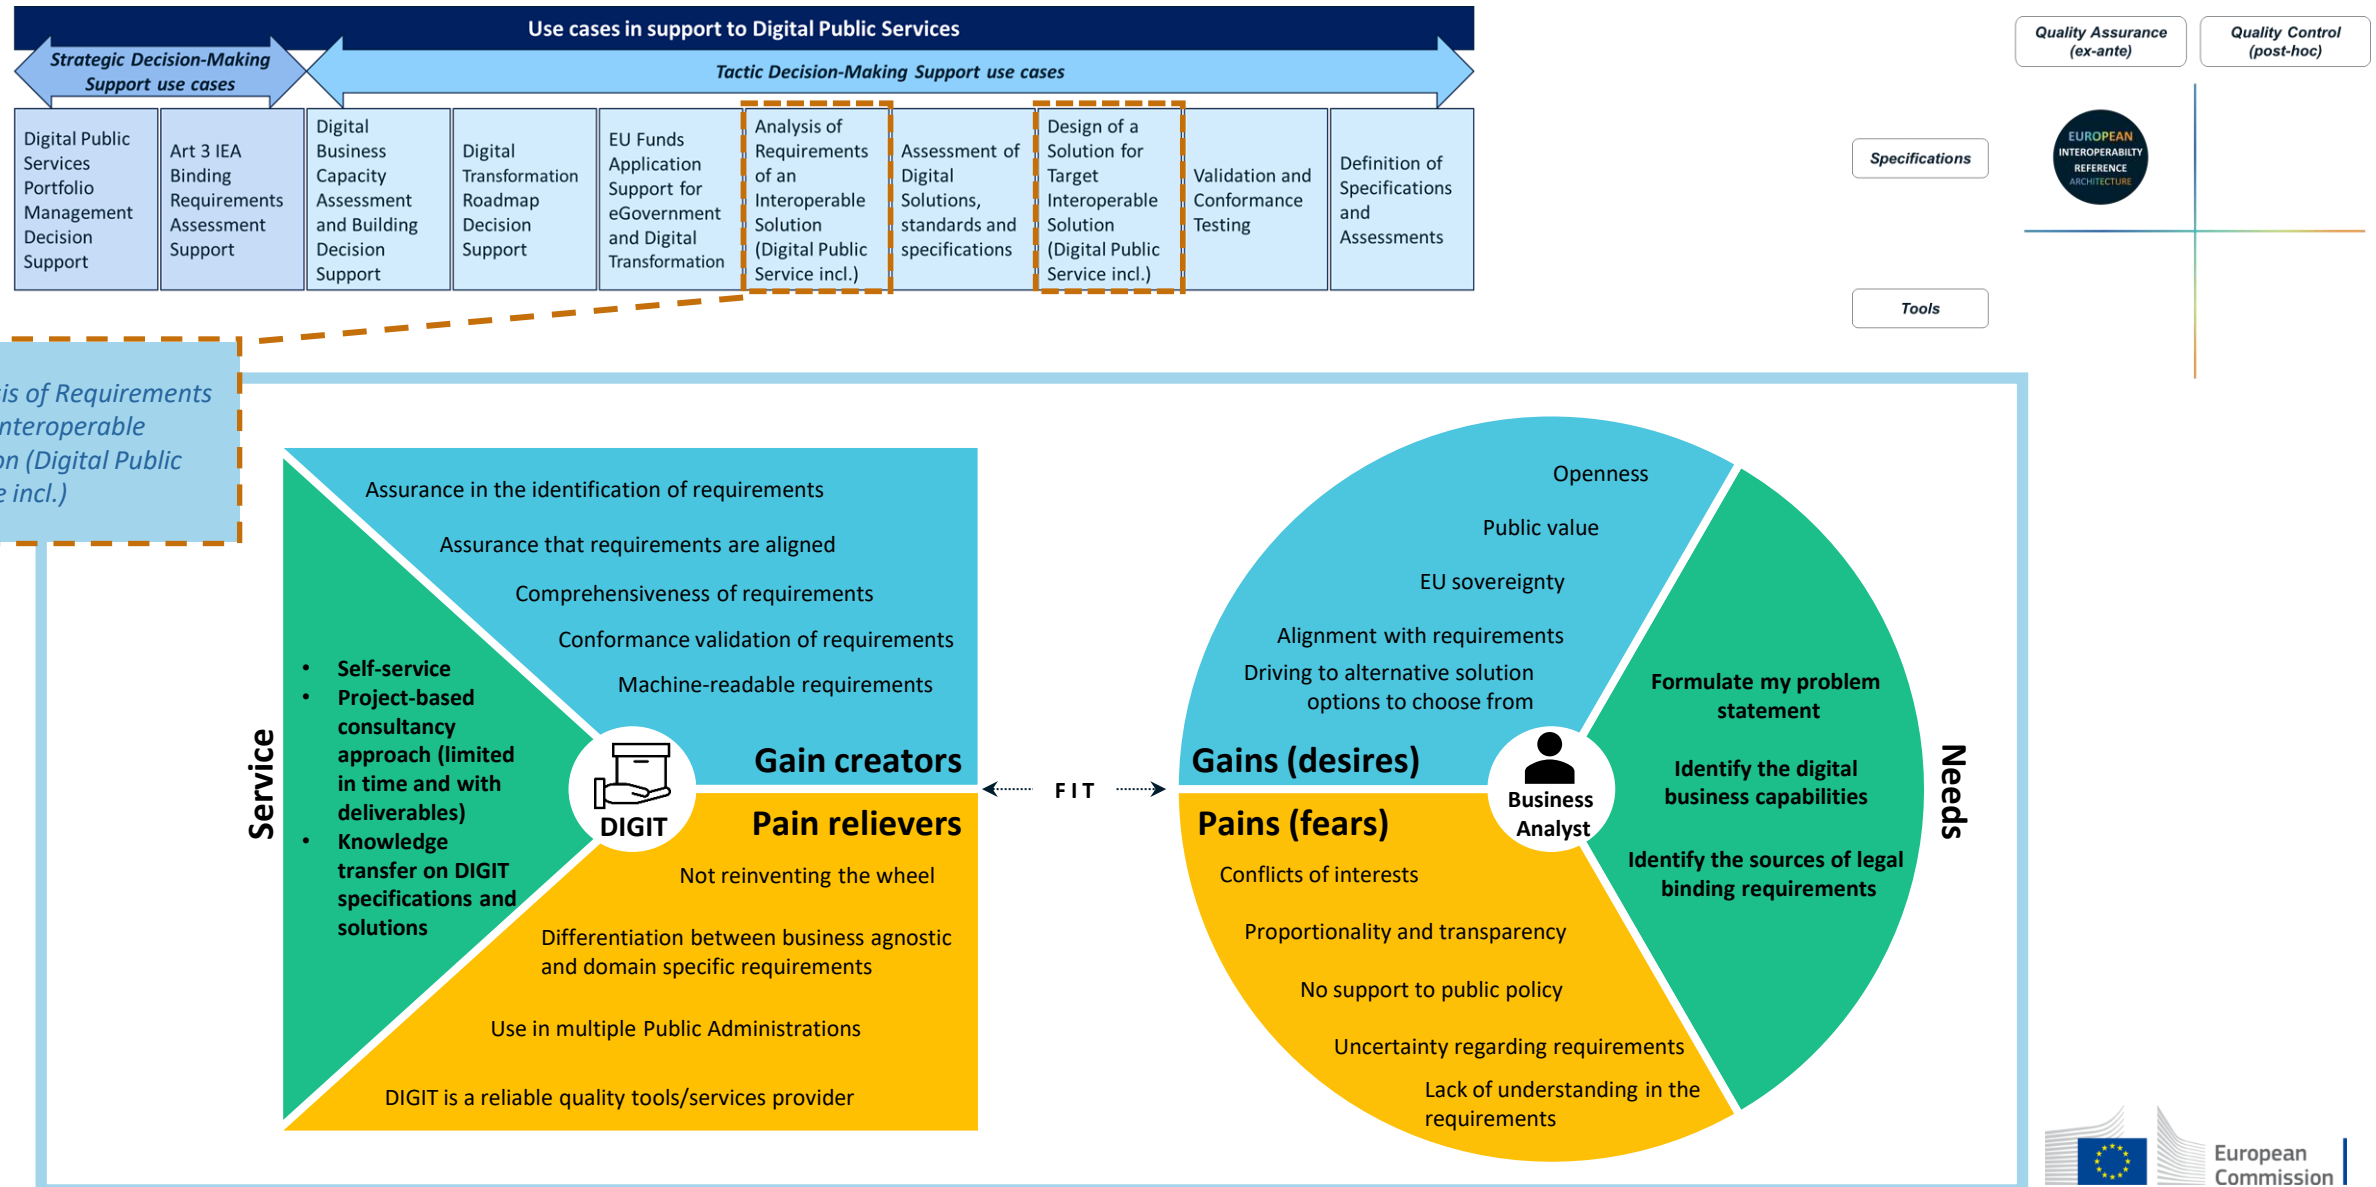 Use cases in support to Digital Public Services
Strategic Decision-Making
Support use cases
Tactic Decision-Making Support use cases
Digital Public
Services
Portfolio
Management
Decision
Support
Art 3 IEA
Binding
Requirements
Assessment
Support
Digital
Business
Capacity
Assessment
and Building
Decision
Support
Digital
Transformation
Roadmap
Decision
Support
EU Funds
Application
Support for
eGovernment
and Digital
Transformation
Analysis of
Requirements
of an
Interoperable
Solution
(Digital Public
Service incl.)
Assessment of
Digital
Solutions,
standards and
specifications
Design of a
Solution for
Target
Interoperable
Solution
(Digital Public
Service incl.)
Validation and
Conformance
Testing
Definition of
Specifications
and
Assessments
Quality Assurance
(ex-ante)
Quality Control
(post-hoc)
Specifications
EUROPEAN
INTEROPERABILTY
REFERENCE
ARCHITECTURE
Tools
of Requirements
(Digital Public
incl.)
Service
Assurance in the identification of requirements
Assurance that requirements are aligned
Comprehensiveness of requirements
Conformance validation of requirements
Machine-readable requirements
Gain creators
• Self-service
• Project-based
consultancy
approach (limited
in time and with
deliverables)
• Knowledge
transfer on DIGIT
specifications and
solutions
DIGIT
Pain relievers
Not reinventing the wheel
Differentiation between business agnostic
and domain specific requirements
Use in multiple Public Administrations
DIGIT is a reliable quality tools/services provider
FIT
Openness
Public value
EU sovereignty
Alignment with requirements
Driving to alternative solution
options to choose from
Gains (desires)
Business
Analyst
Pains (fears)
Conflicts of interests
Proportionality and transparency
No support to public policy
Uncertainty regarding requirements
Lack of understanding in the
requirements
Formulate my problem
statement
Identify the digital
business capabilities
Identify the sources of legal
binding requirements
Needs
European
Commission